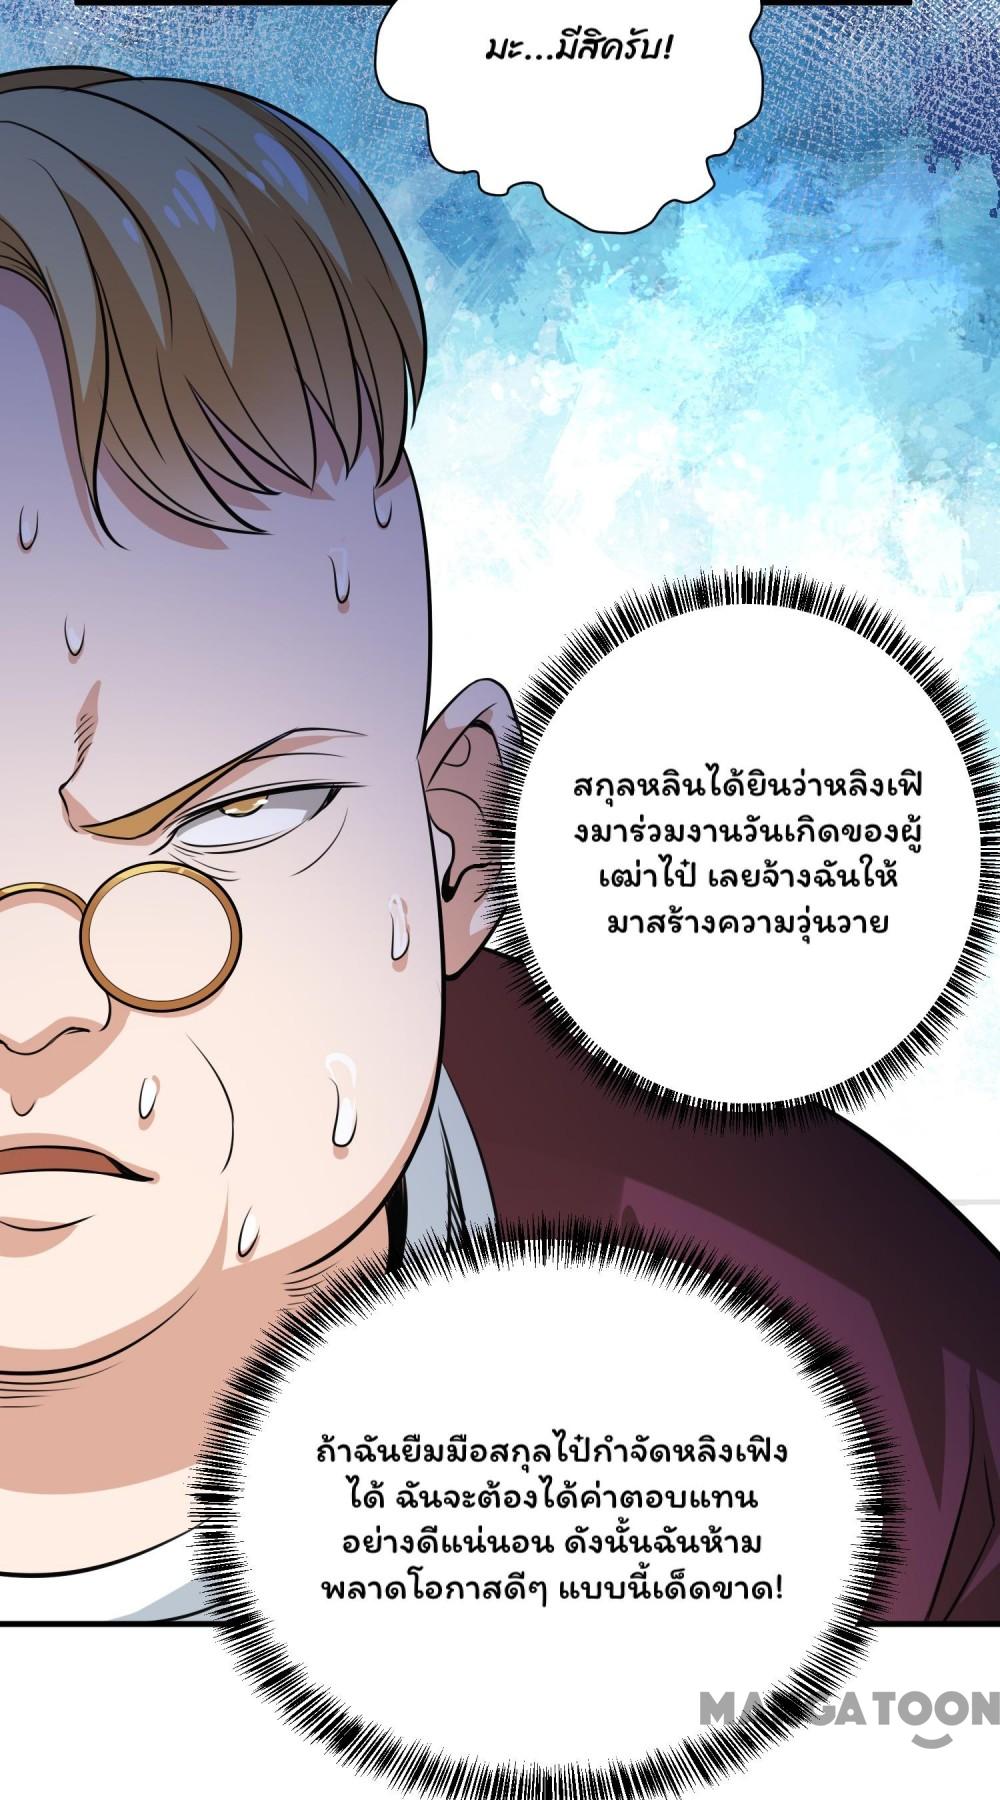 มะ...มีสิครับ!
สกุลหลินได้ยินว่าหลิงเฟิ
งมาร่วมงานวันเกิดของผู้
เฒ่าไป๋ เลยจ้างฉันให้
มาสร้างความวุ่นวาย
ถ้าฉันยืมมือสกุลไป๋กำจัดหลิงเฟิง
ได้ ฉันจะต้องได้ค่าตอบแทน
อย่างดีแน่นอน ดังนั้นฉันห้าม
พลาดโอกาสดีๆ แบบนี้เด็ดขาด!
MANGATOON